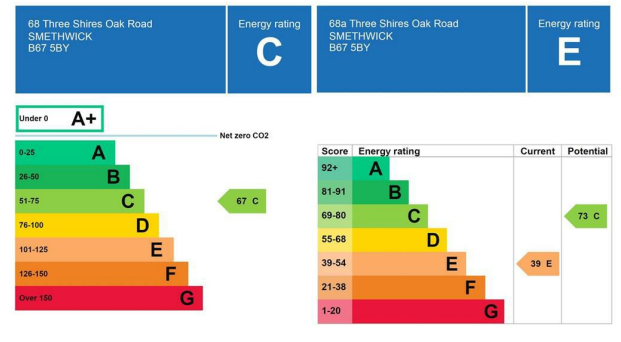 68 Three Shires Oak Road
SMETHWICK
B67 5BY
Energy rating
C
68a Three Shires Oak Road
SMETHWICK
B67 5BY
Energy rating
E
Under 0 A+
Net zero CO2
0-25 A
26-50 B
51-75 C
67 C
76-100 D
101-125 E
126-150 F
Over 150 G
Score Energy rating Current Potential
92+ A
81-91 B
69-80 C
73 C
55-68 D
39-54 E
39 E
21-38 F
1-20 G